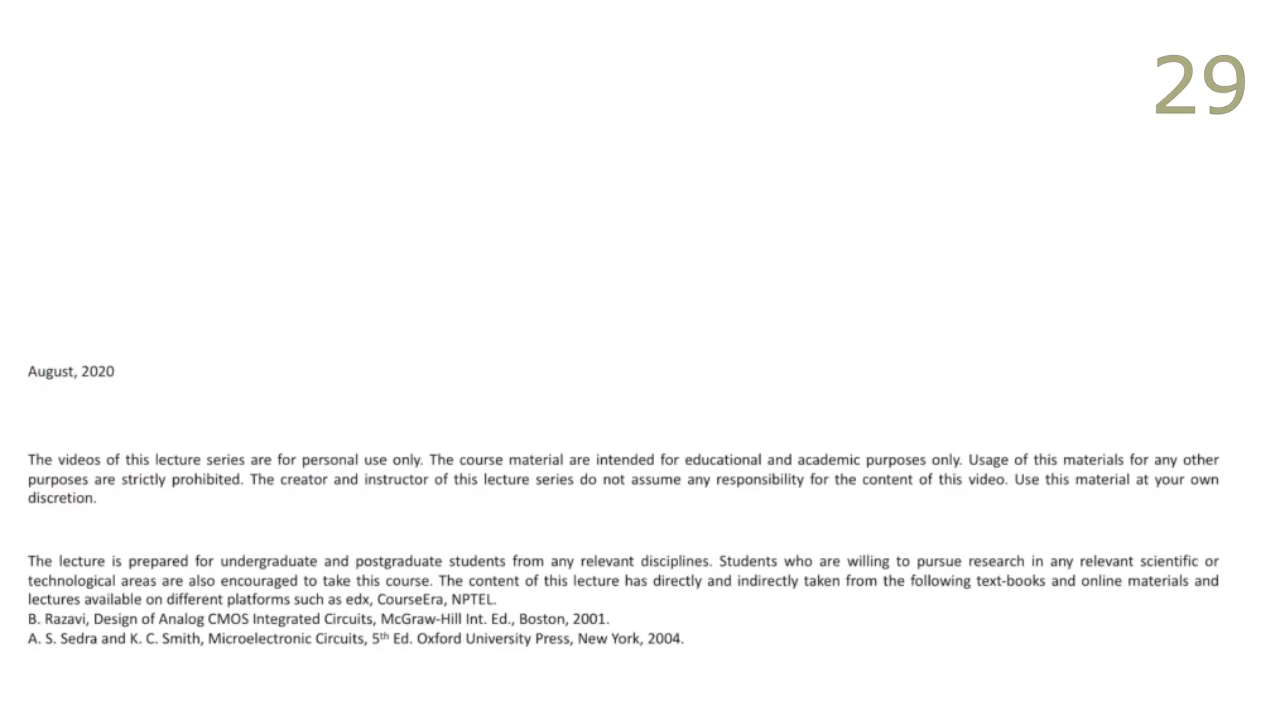 29
August, 2020
The videos of this lecture series are for personal use only. The course material are intended for educational and academic purposes only. Usage of this materials for any other
purposes are strictly prohibited. The creator and instructor of this lecture series do not assume any responsibility for the content of this video. Use this material at your own
discretion.
The lecture is prepared for undergraduate and postgraduate students from any relevant disciplines. Students who are willing to pursue research in any relevant scientific or
technological areas are also encouraged to take this course. The content of this lecture has directly and indirectly taken from the following text-books and online materials and
lectures available on different platforms such as edx, CourseEra, NPTEL.
B. Razavi, Design of Analog CMOS Integrated Circuits, McGraw-Hill Int. Ed., Boston, 2001.
A. S. Sedra and K. C. Smith, Microelectronic Circuits, 5th Ed. Oxford University Press, New York, 2004.